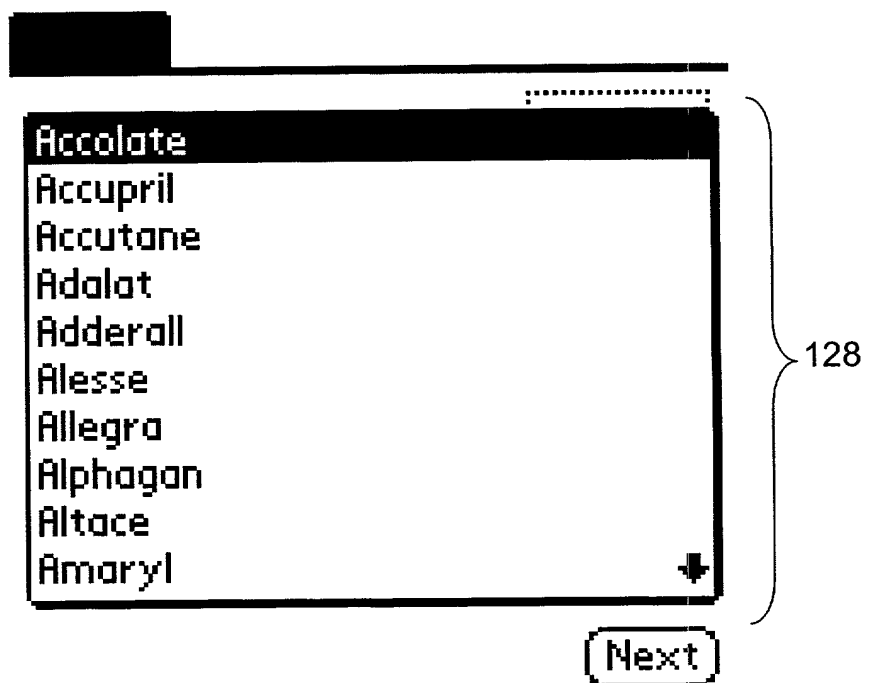 Accolate
Accupril
Accutane
Adalat
Adderall
Alesse
Allegra
Alphagan
Altace
Amaryl
128
Next